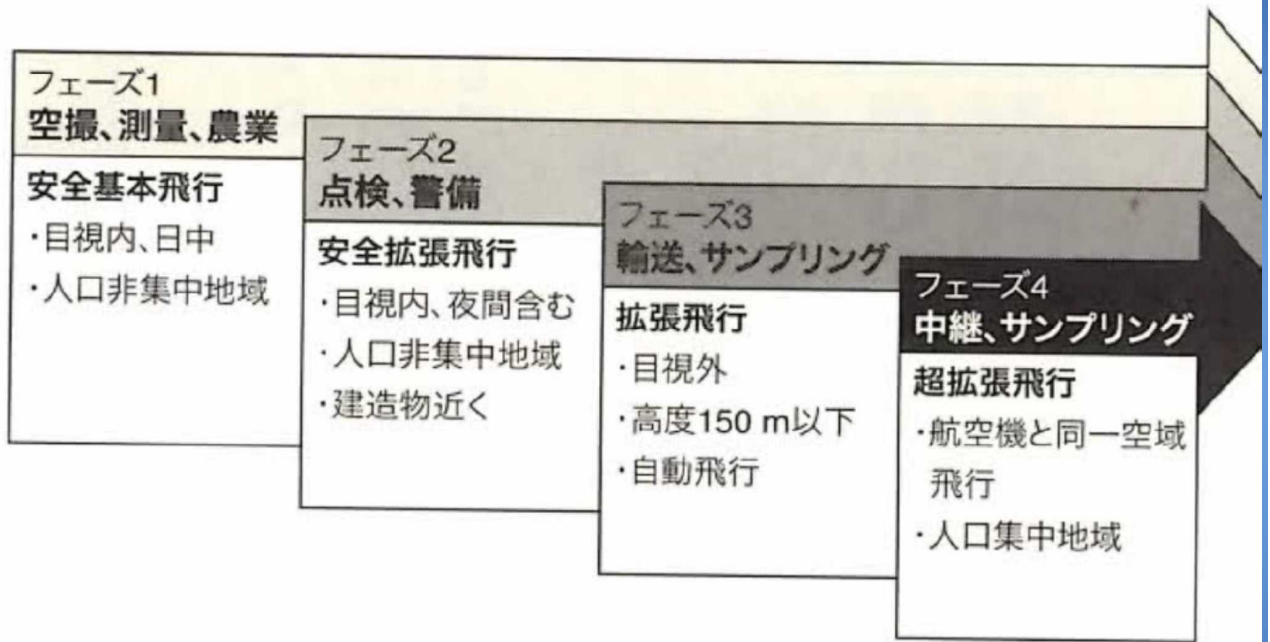 フェーズ1
空撮、測量、農業
安全基本飛行
・目視内、日中
・人口非集中地域
フェーズ2
点検、警備
安全拡張飛行
・目視内、夜間含む
・人口非集中地域
・建造物近く
フェーズ3
輸送、サンプリング
拡張飛行
・目視外
・高度150 m以下
・自動飛行
フェーズ4
中継、サンプリング
超拡張飛行
・航空機と同一空域
飛行
・人口集中地域